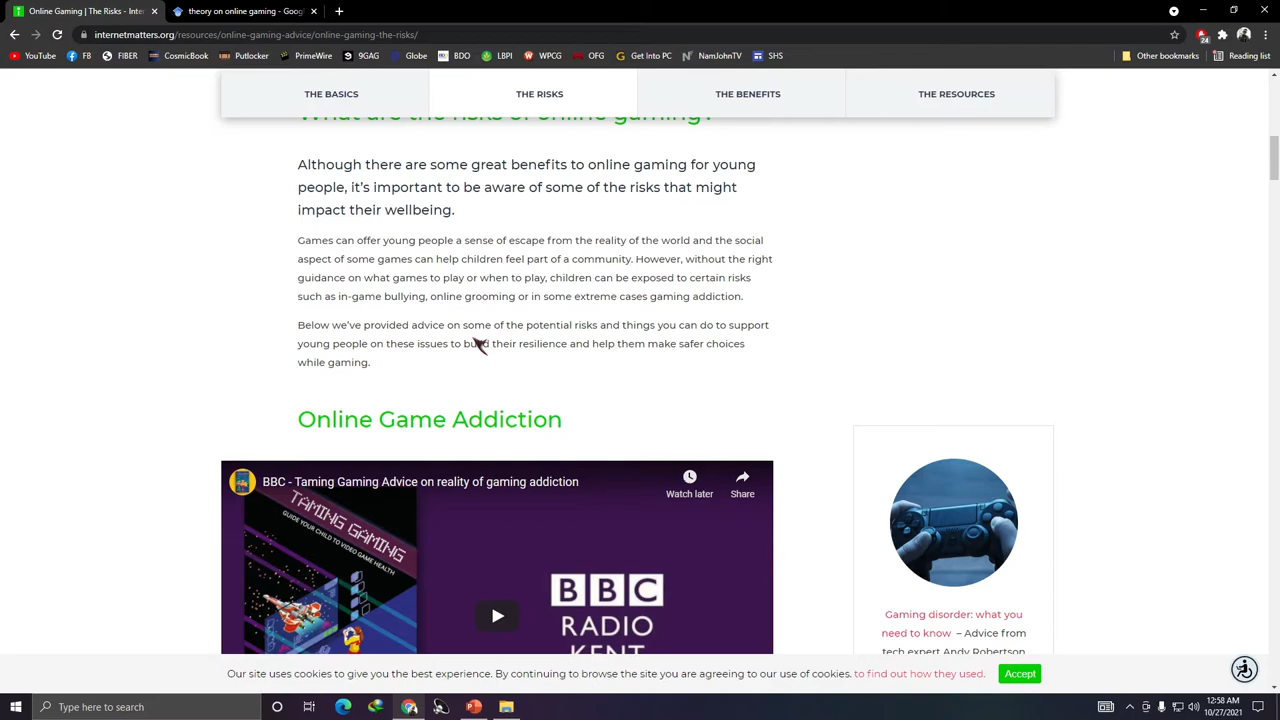 Online Gaming | The Risks - Inter
theory on online gaming - Googl
internetmatters.org/resources/online-gaming-advice/online-gaming-the-risks/
24
YouTube FB FIBER CosmicBook Putlocker PrimeWire 9GAG Globe BDO LBPI WPCG OFG Get Into PC NamJohnTV SHS Other bookmarks Reading list
THE BASICS THE RISKS THE BENEFITS THE RESOURCES
What are the risks of online gaming?
Although there are some great benefits to online gaming for young
people, it's important to be aware of some of the risks that might
impact their wellbeing.
Games can offer young people a sense of escape from the reality of the world and the social
aspect of some games can help children feel part of a community. However, without the right
guidance on what games to play or when to play, children can be exposed to certain risks
such as in-game bullying, online grooming or in some extreme cases gaming addiction.
Below we've provided advice on some of the potential risks and things you can do to support
young people on these issues to build their resilience and help them make safer choices
while gaming.
Online Game Addiction
BBC - Taming Gaming Advice on reality of gaming addiction
Watch later
Share
TAMING GAMING
GUIDE YOUR CHILD TO VIDEO GAME HEALTH
BBC
RADIO
KENT
Gaming disorder: what you
need to know – Advice from
tech expert Andy Robertson
Our site uses cookies to give you the best experience. By continuing to browse the site you are agreeing to our use of cookies. to find out how they used.
Accept
Type here to search
12:58 AM
10/27/2021